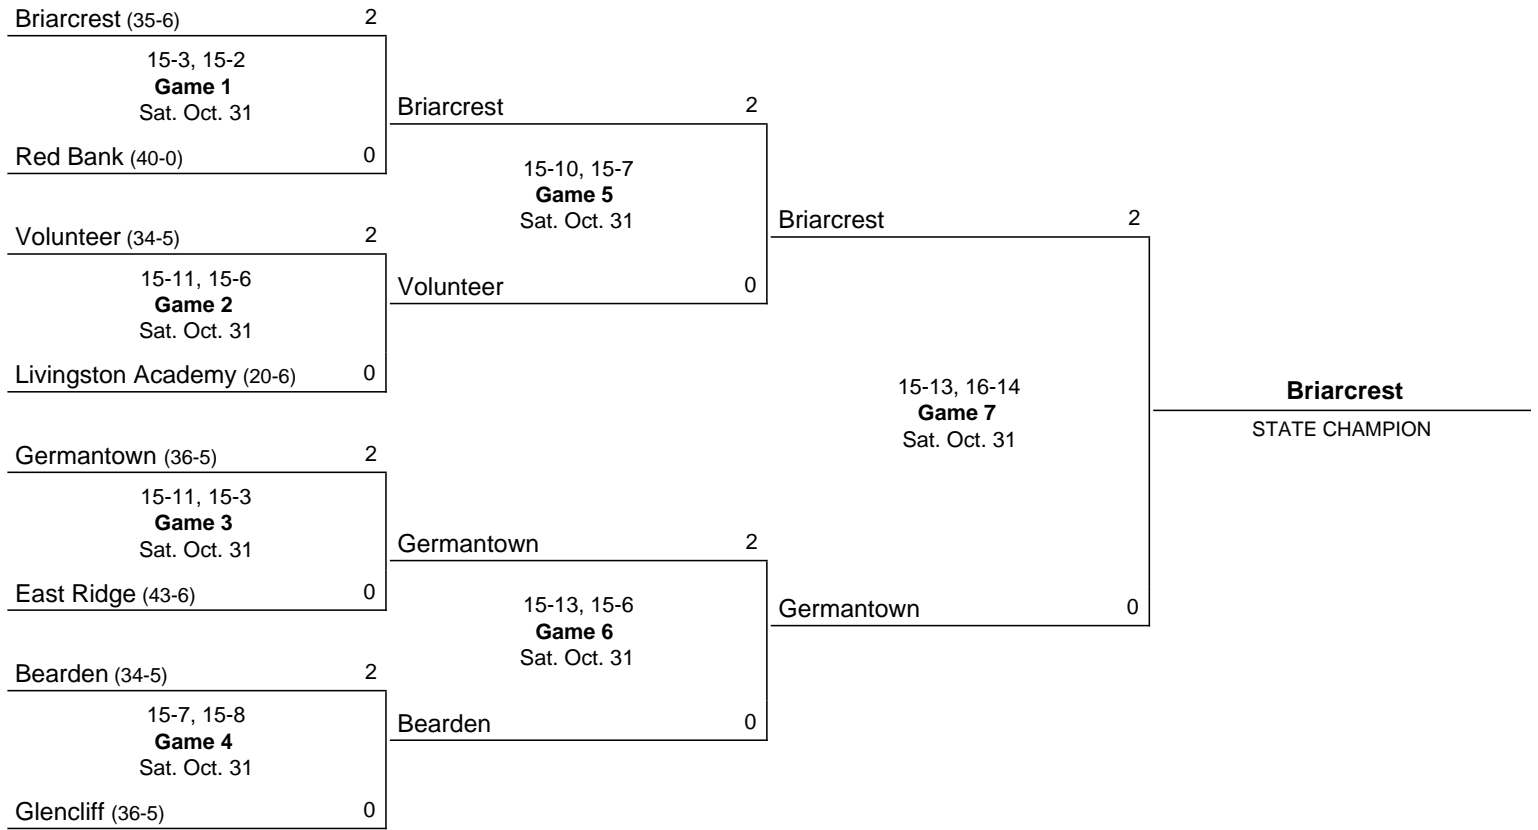 Briarcrest (35-6) 2
15-3, 15-2
Game 1
Sat. Oct. 31
Red Bank (40-0) 0
Volunteer (34-5) 2
15-11, 15-6
Game 2
Sat. Oct. 31
Livingston Academy (20-6) 0
Germantown (36-5) 2
15-11, 15-3
Game 3
Sat. Oct. 31
East Ridge (43-6) 0
Bearden (34-5) 2
15-7, 15-8
Game 4
Sat. Oct. 31
Glencliff (36-5) 0
Briarcrest 2
15-10, 15-7
Game 5
Sat. Oct. 31
Volunteer 0
Germantown 2
15-13, 15-6
Game 6
Sat. Oct. 31
Bearden 0
Briarcrest 2
15-13, 16-14
Game 7
Sat. Oct. 31
Germantown 0
Briarcrest
STATE CHAMPION